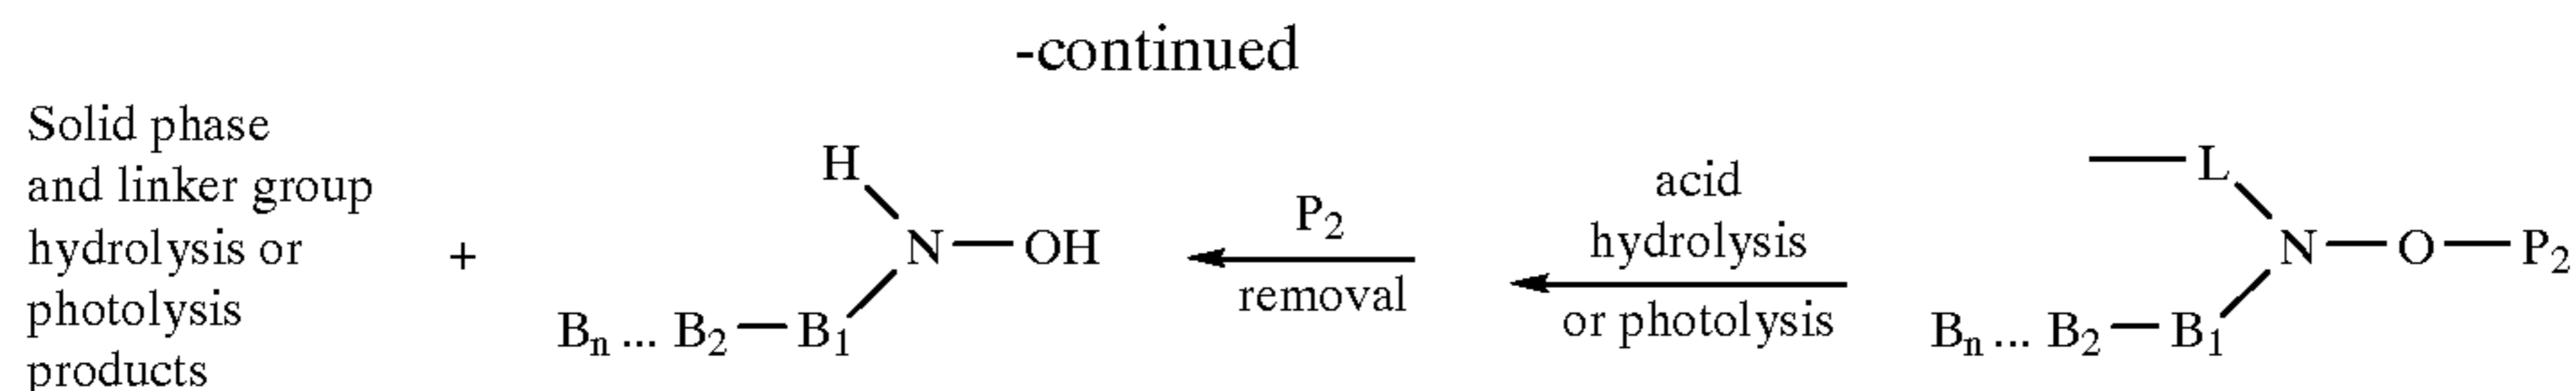 -continued
Solid phase
and linker group
hydrolysis or
photolysis
products
+
H
N—OH
Bₙ ... B₂—B₁
P₂
removal
acid
hydrolysis
or photolysis
—L
N—O—P₂
Bₙ ... B₂—B₁